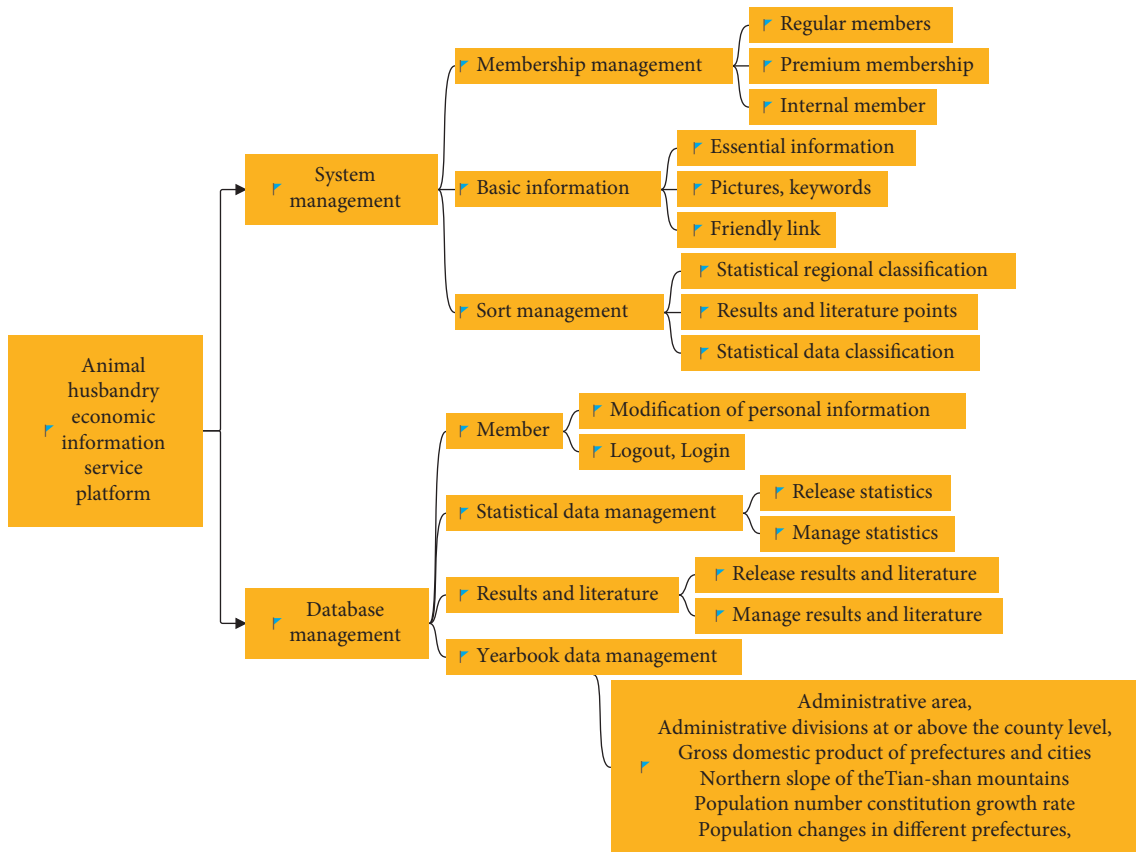 Regular members
Membership management
Premium membership
Internal member
Essential information
System
management
Basic information
Pictures, keywords
Friendly link
Statistical regional classification
Sort management
Results and literature points
Statistical data classification
Animal
husbandry
economic
information
service
platform
Modification of personal information
Member
Logout, Login
Release statistics
Statistical data management
Manage statistics
Release results and literature
Results and literature
Manage results and literature
Database
management
Yearbook data management
Administrative area,
Administrative divisions at or above the county level,
Gross domestic product of prefectures and cities
Northern slope of theTian-shan mountains
Population number constitution growth rate
Population changes in different prefectures,